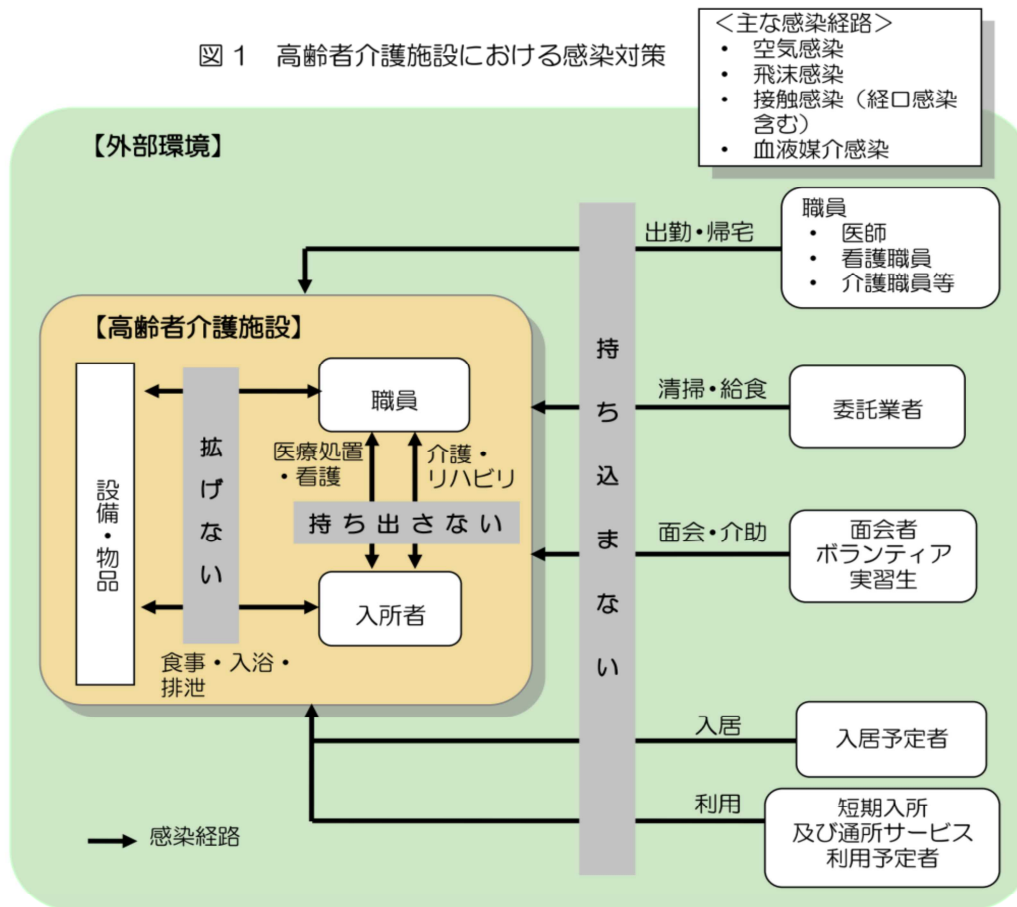 図1 高齢者介護施設における感染対策
＜主な感染経路＞
・ 空気感染
・ 飛沫感染
・ 接触感染（経口感染
含む）
・ 血液媒介感染
【外部環境】
職員
・ 医師
・ 看護職員
・ 介護職員等
出勤・帰宅
持ち込まない
【高齢者介護施設】
設備・物品
拡げない
職員
医療処置
・看護
介護・
リハビリ
持ち出さない
入所者
食事・入浴・
排泄
清掃・給食
委託業者
面会・介助
面会者
ボランティア
実習生
入居
入居予定者
利用
短期入所
及び通所サービス
利用予定者
感染経路